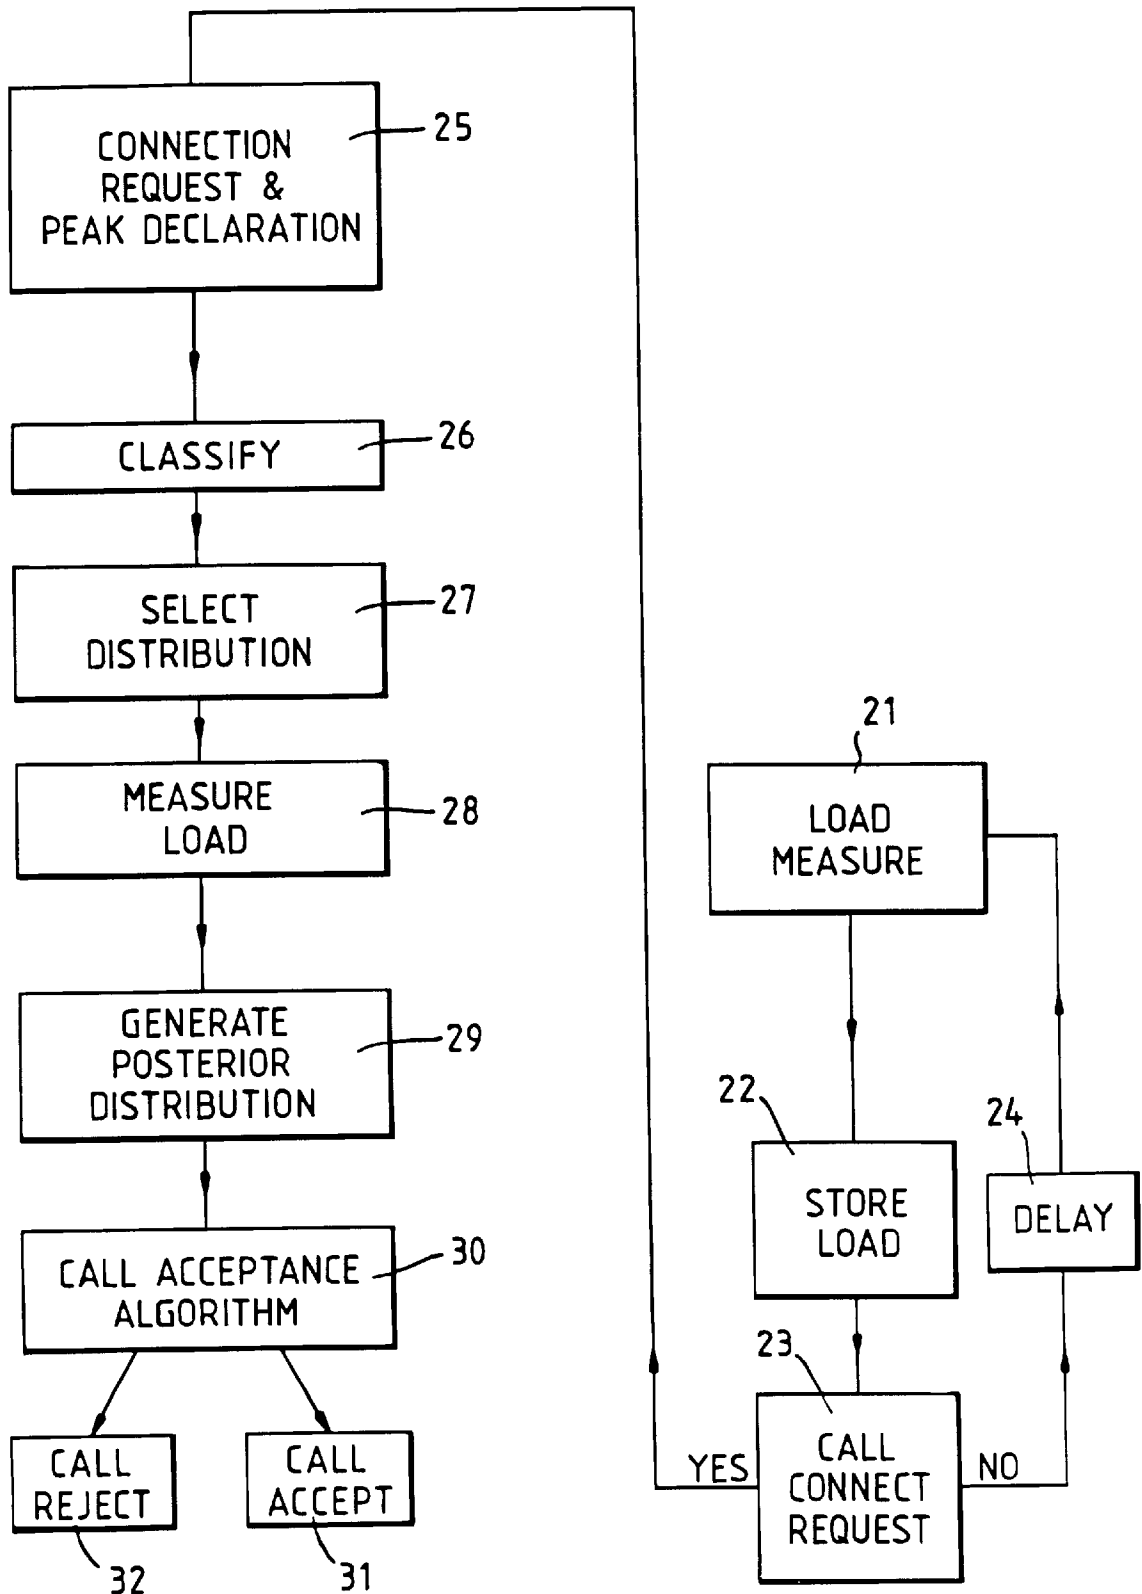 CONNECTION
REQUEST &
PEAK DECLARATION
25
CLASSIFY
26
SELECT
DISTRIBUTION
27
MEASURE
LOAD
28
GENERATE
POSTERIOR
DISTRIBUTION
29
CALL ACCEPTANCE
ALGORITHM
30
CALL
REJECT
32
CALL
ACCEPT
31
21
LOAD
MEASURE
22
STORE
LOAD
24
DELAY
23
CALL
CONNECT
REQUEST
YES
NO